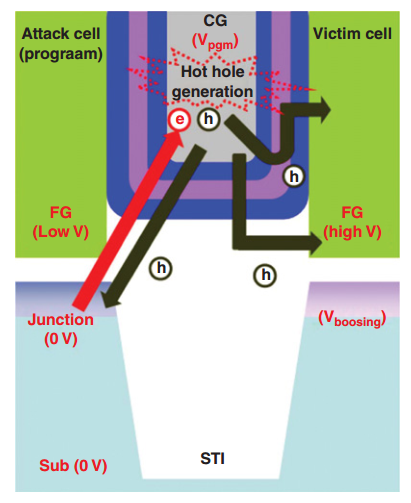 Attack cell
(prograam)
CG
(Vpgm)
Victim cell
Hot hole
generation
e
h
h
FG
(Low V)
FG
(high V)
h
h
Junction
(0 V)
(Vboosing)
Sub (0 V)
STI